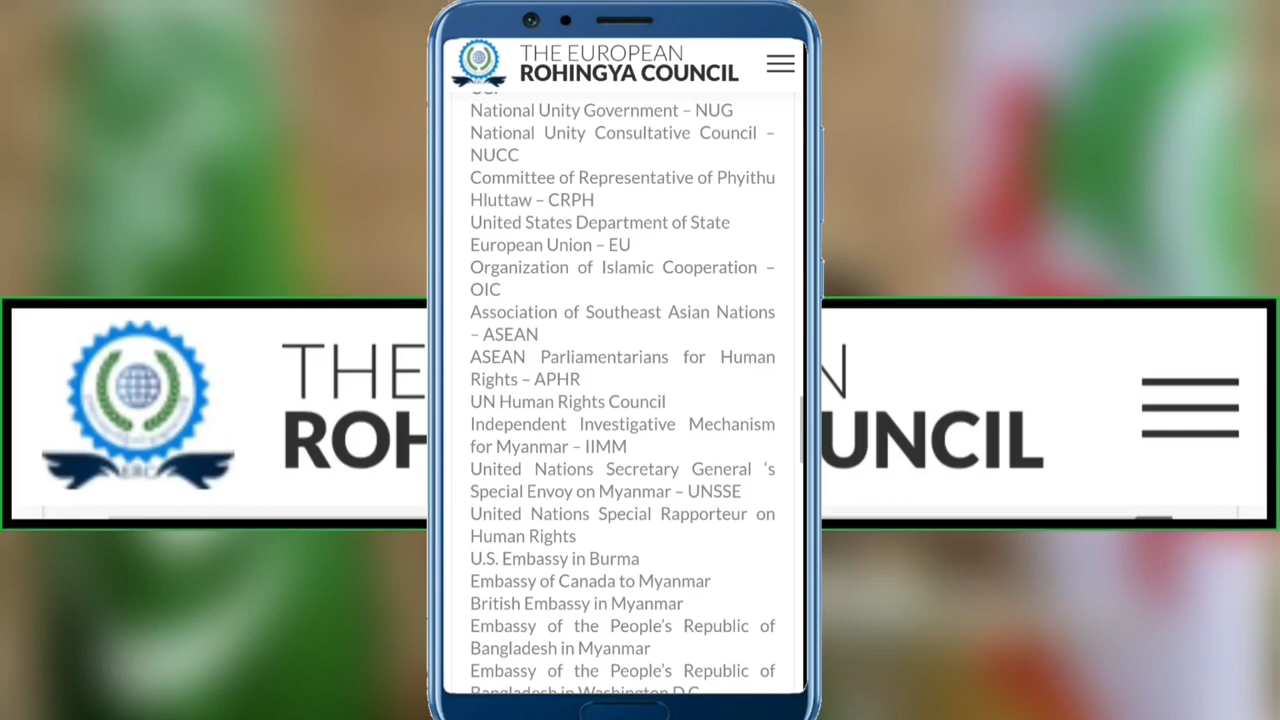 THE EUROPEAN
ROHINGYA COUNCIL
National Unity Government – NUG
National Unity Consultative Council –
NUCC
Committee of Representative of Phyithu
Hluttaw – CRPH
United States Department of State
European Union – EU
Organization of Islamic Cooperation –
OIC
Association of Southeast Asian Nations
– ASEAN
ASEAN Parliamentarians for Human
Rights – APHR
UN Human Rights Council
Independent Investigative Mechanism
for Myanmar – IIMM
United Nations Secretary General 's
Special Envoy on Myanmar – UNSSE
United Nations Special Rapporteur on
Human Rights
U.S. Embassy in Burma
Embassy of Canada to Myanmar
British Embassy in Myanmar
Embassy of the People's Republic of
Bangladesh in Myanmar
Embassy of the People's Republic of
Bangladesh in Washington D.C
THE N
ROH UNCIL